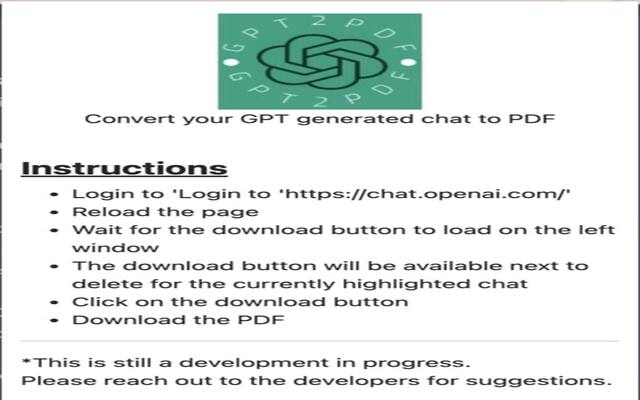 GPT2PDF
GPT2PDF
Convert your GPT generated chat to PDF
Instructions
• Login to 'Login to 'https://chat.openai.com/'
• Reload the page
• Wait for the download button to load on the left
window
• The download button will be available next to
delete for the currently highlighted chat
• Click on the download button
• Download the PDF
*This is still a development in progress.
Please reach out to the developers for suggestions.